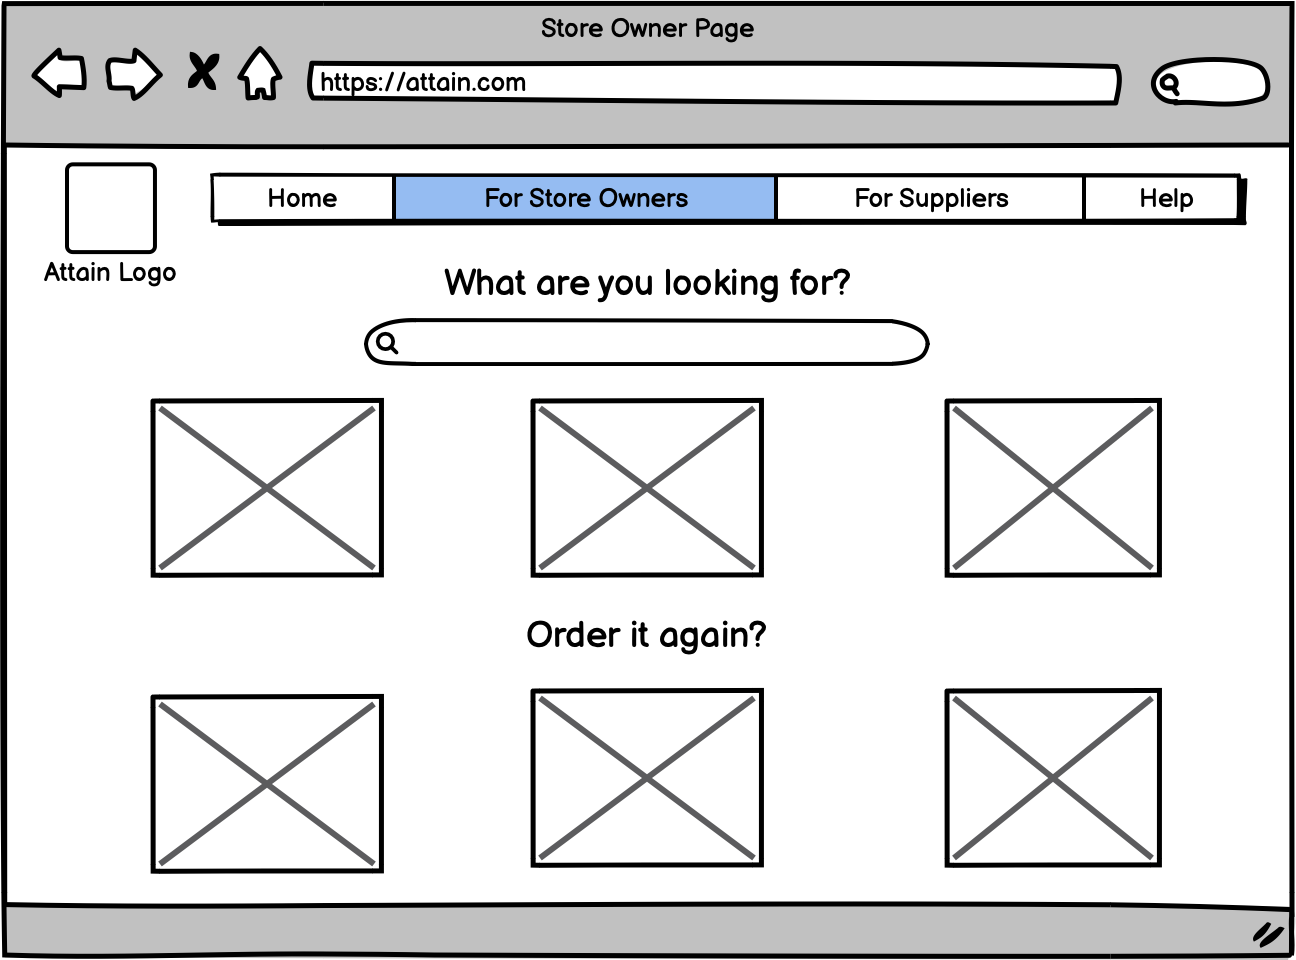 Store Owner Page
https://attain.com
Home For Store Owners For Suppliers Help
Attain Logo
What are you looking for?
Order it again?